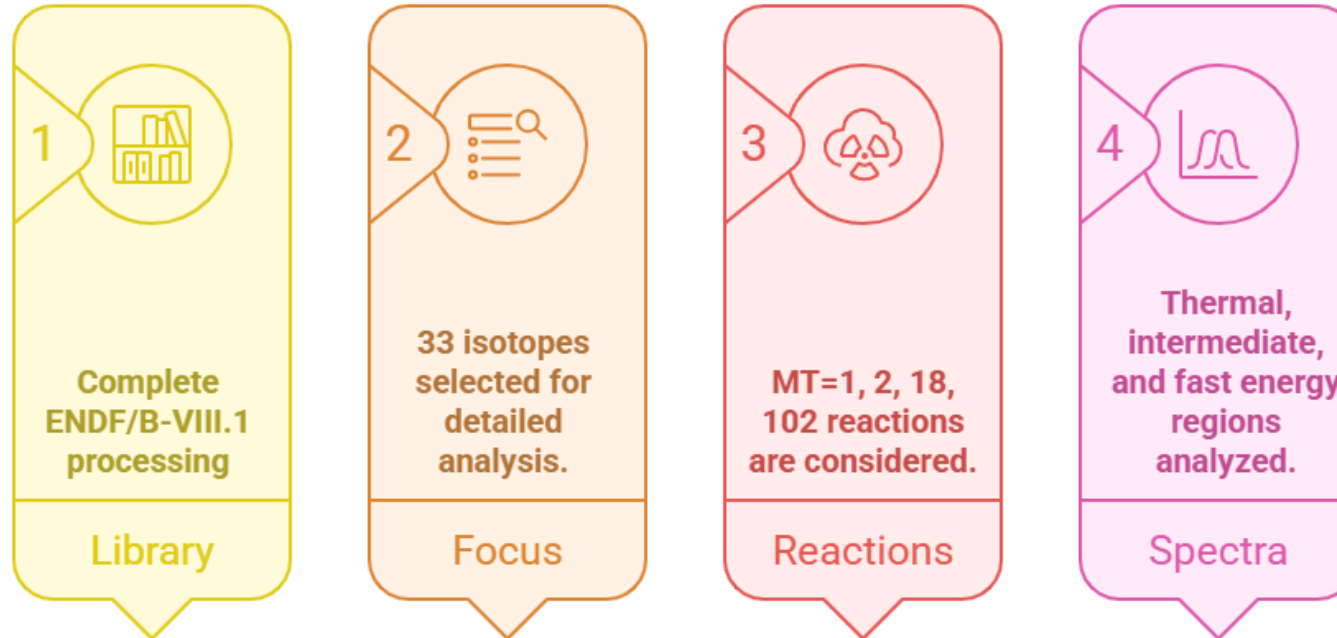 1
Complete
ENDF/B-VIII.1
processing
Library
2
33 isotopes
selected for
detailed
analysis.
Focus
3
MT=1, 2, 18,
102 reactions
are considered.
Reactions
4
Thermal,
intermediate,
and fast energy
regions
analyzed.
Spectra